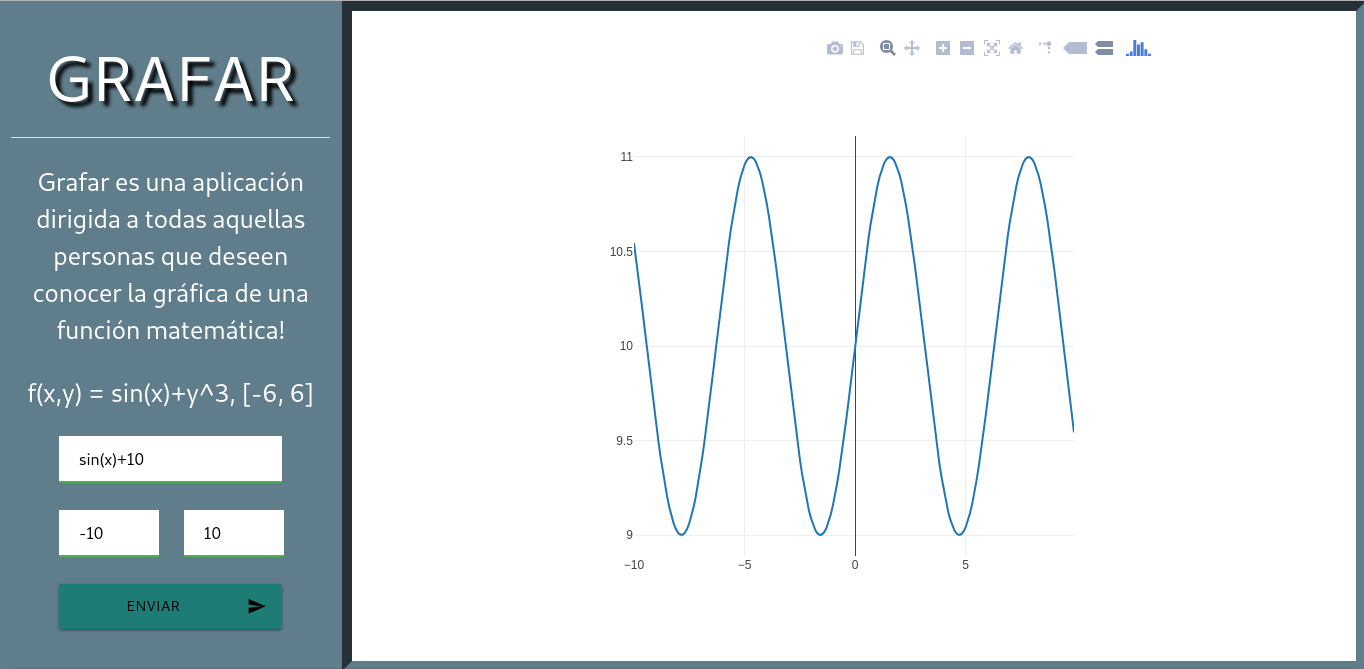 GRAFAR
Grafar es una aplicación
dirigida a todas aquellas
personas que deseen
conocer la gráfica de una
función matemática!
f(x,y) = sin(x)+y^3, [-6, 6]
sin(x)+10
-10 10
ENVIAR
11
10.5
10
9.5
9
−10 −5 0 5